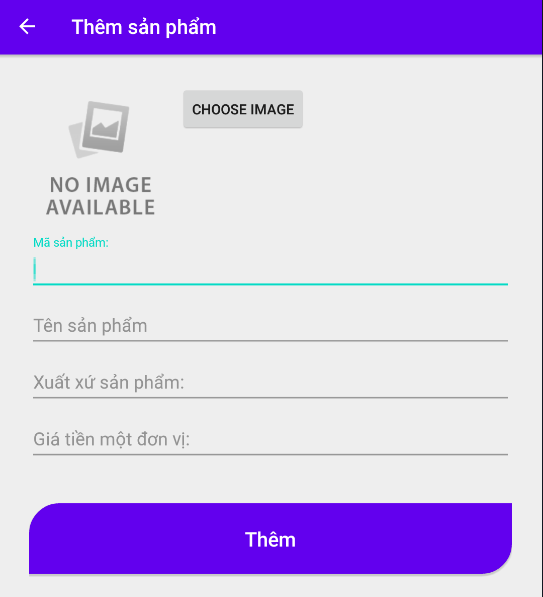 Thêm sản phẩm
CHOOSE IMAGE
NO IMAGE
AVAILABLE
Mã sản phẩm:
Tên sản phẩm
Xuất xứ sản phẩm:
Giá tiền một đơn vị:
Thêm